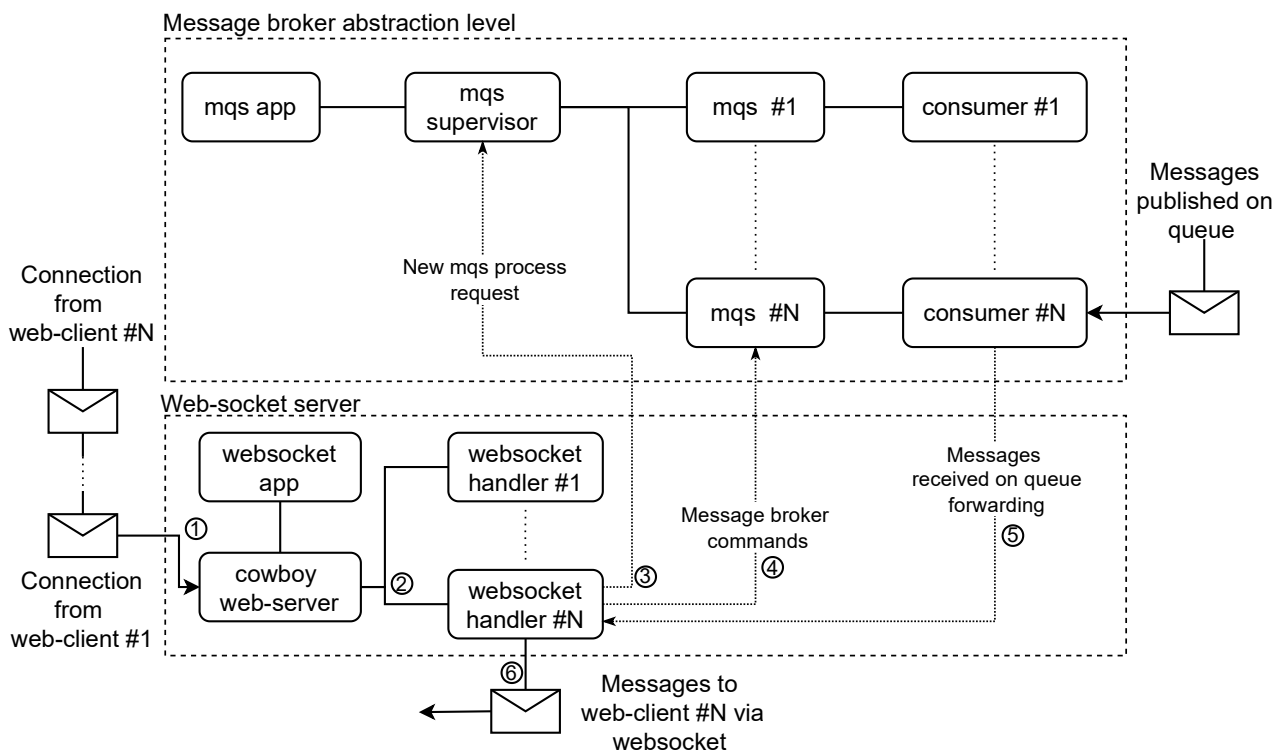 Message broker abstraction level
mqs app
mqs
supervisor
mqs #1
consumer #1
Messages
published on
queue
New mqs process
request
mqs #N
consumer #N
Connection
from
web-client #N
Web-socket server
websocket
app
websocket
handler #1
Messages
received on queue
forwarding
Message broker
commands
1
Connection
from
web-client #1
cowboy
web-server
2
websocket
handler #N
3
4
5
6
Messages to
web-client #N via
websocket